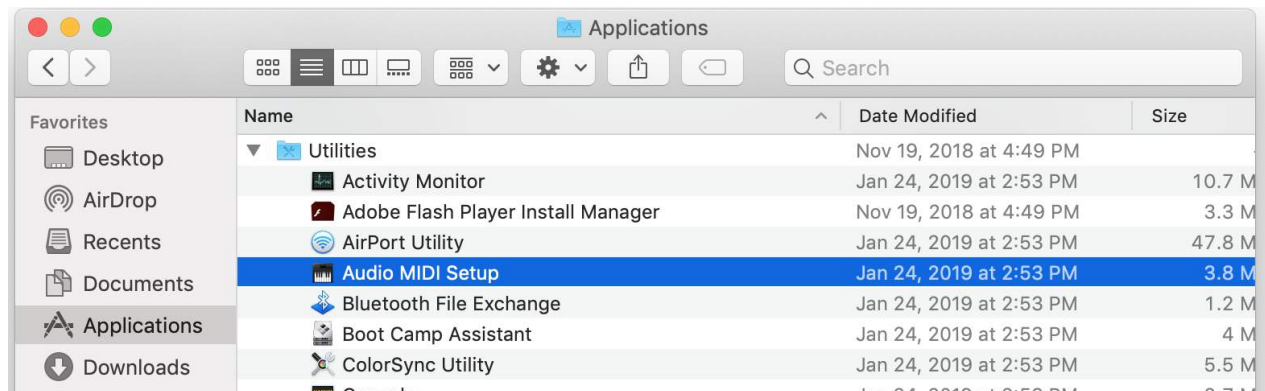 Applications
Search
Favorites
Desktop
AirDrop
Recents
Documents
Applications
Downloads
Name Date Modified Size
Utilities Nov 19, 2018 at 4:49 PM
Activity Monitor Jan 24, 2019 at 2:53 PM 10.7 M
Adobe Flash Player Install Manager Nov 19, 2018 at 4:49 PM 3.3 M
AirPort Utility Jan 24, 2019 at 2:53 PM 47.8 M
Audio MIDI Setup Jan 24, 2019 at 2:53 PM 3.8 M
Bluetooth File Exchange Jan 24, 2019 at 2:53 PM 1.2 M
Boot Camp Assistant Jan 24, 2019 at 2:53 PM 4 M
ColorSync Utility Jan 24, 2019 at 2:53 PM 5.5 M